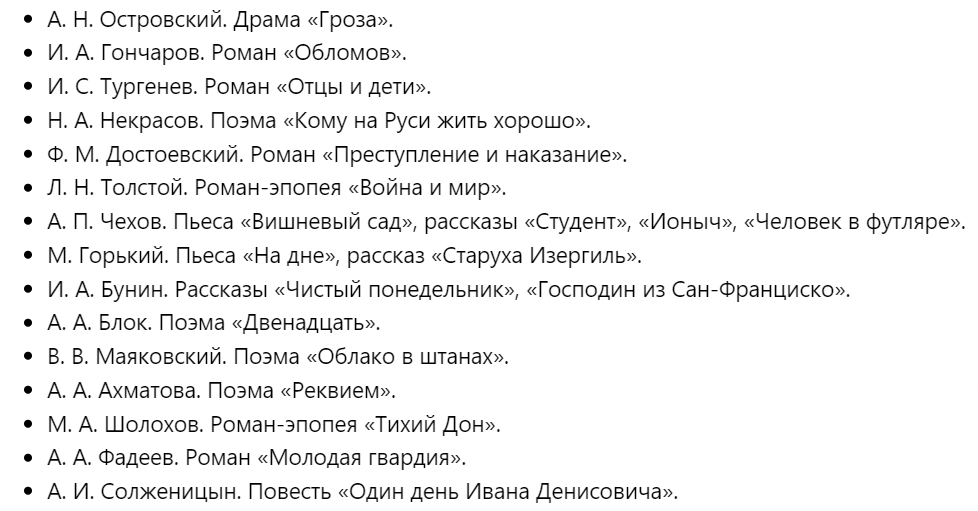 • А. Н. Островский. Драма «Гроза».
• И. А. Гончаров. Роман «Обломов».
• И. С. Тургенев. Роман «Отцы и дети».
• Н. А. Некрасов. Поэма «Кому на Руси жить хорошо».
• Ф. М. Достоевский. Роман «Преступление и наказание».
• Л. Н. Толстой. Роман-эпопея «Война и мир».
• А. П. Чехов. Пьеса «Вишневый сад», рассказы «Студент», «Ионыч», «Человек в футляре».
• М. Горький. Пьеса «На дне», рассказ «Старуха Изергиль».
• И. А. Бунин. Рассказы «Чистый понедельник», «Господин из Сан-Франциско».
• А. А. Блок. Поэма «Двенадцать».
• В. В. Маяковский. Поэма «Облако в штанах».
• А. А. Ахматова. Поэма «Реквием».
• М. А. Шолохов. Роман-эпопея «Тихий Дон».
• А. А. Фадеев. Роман «Молодая гвардия».
• А. И. Солженицын. Повесть «Один день Ивана Денисовича».